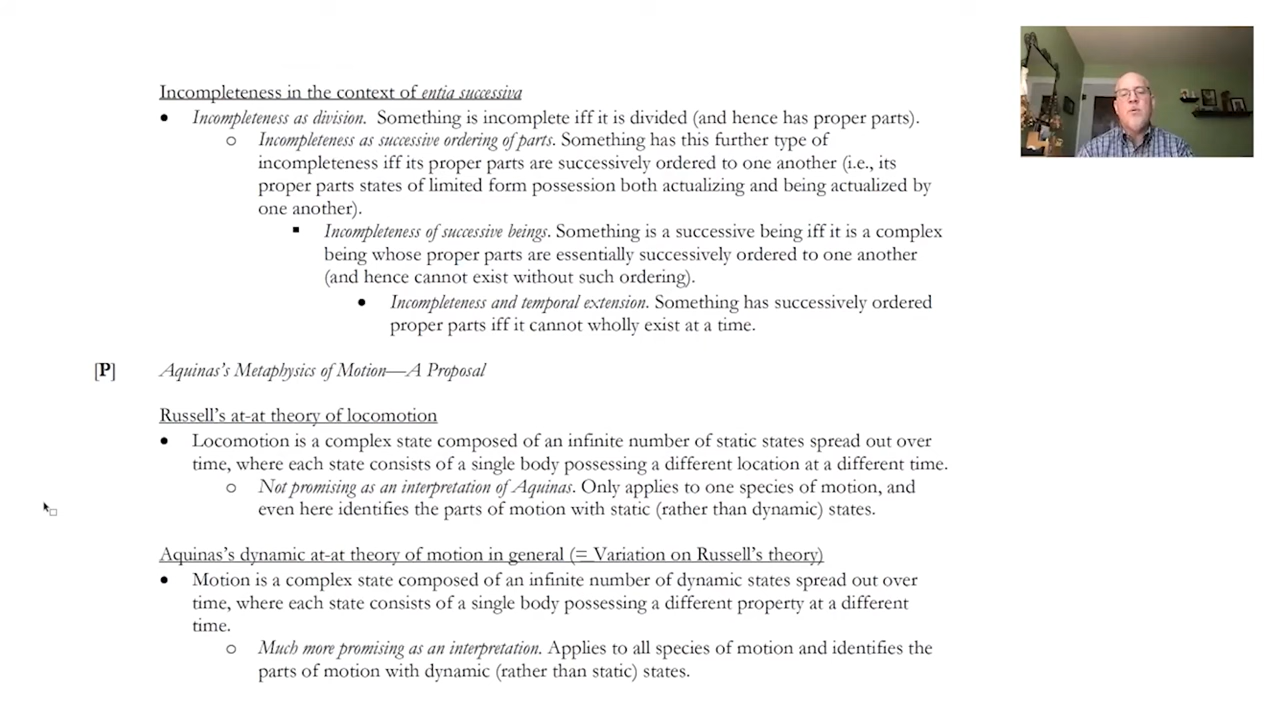 Incompleteness in the context of entia successiva
• Incompleteness as division. Something is incomplete iff it is divided (and hence has proper parts).
o Incompleteness as successive ordering of parts. Something has this further type of
incompleteness iff its proper parts are successively ordered to one another (i.e., its
proper parts states of limited form possession both actualizing and being actualized by
one another).
▪ Incompleteness of successive beings. Something is a successive being iff it is a complex
being whose proper parts are essentially successively ordered to one another
(and hence cannot exist without such ordering).
• Incompleteness and temporal extension. Something has successively ordered
proper parts iff it cannot wholly exist at a time.
[P] Aquinas's Metaphysics of Motion—A Proposal
Russell's at-at theory of locomotion
• Locomotion is a complex state composed of an infinite number of static states spread out over
time, where each state consists of a single body possessing a different location at a different time.
o Not promising as an interpretation of Aquinas. Only applies to one species of motion, and
even here identifies the parts of motion with static (rather than dynamic) states.
Aquinas's dynamic at-at theory of motion in general (= Variation on Russell's theory)
• Motion is a complex state composed of an infinite number of dynamic states spread out over
time, where each state consists of a single body possessing a different property at a different
time.
o Much more promising as an interpretation. Applies to all species of motion and identifies the
parts of motion with dynamic (rather than static) states.